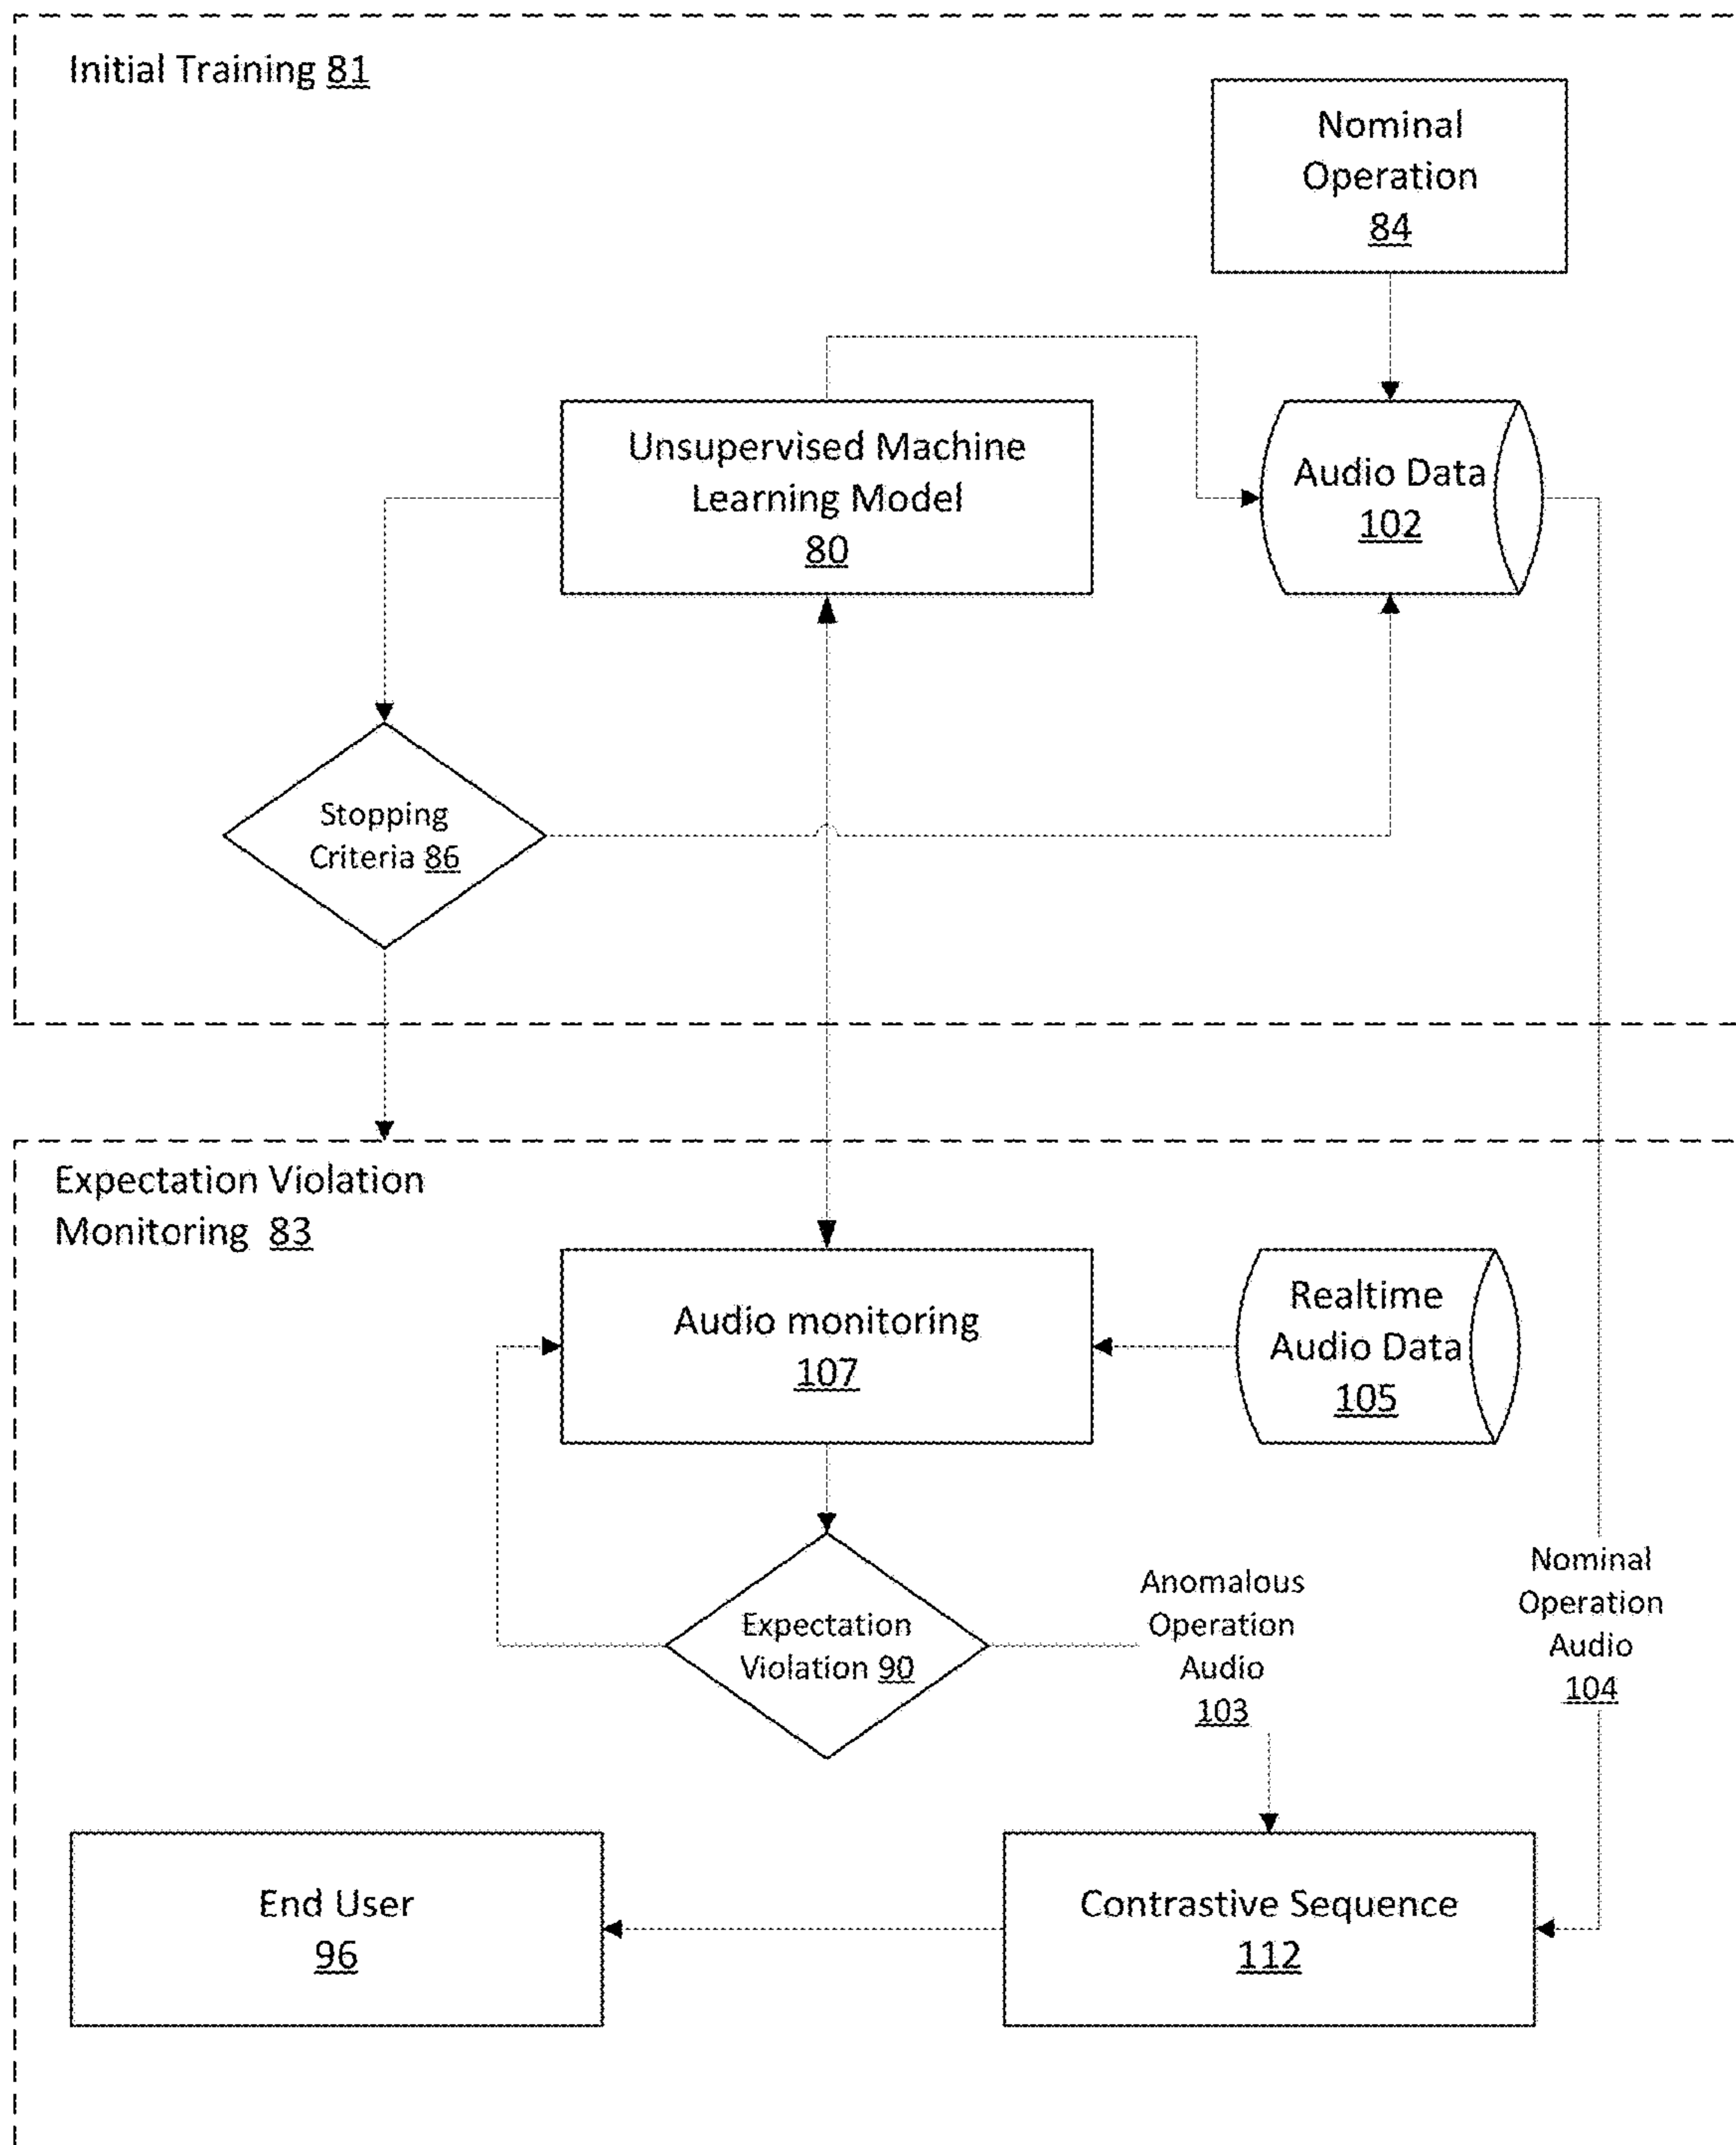 Initial Training 81
Nominal
Operation
84
Unsupervised Machine
Learning Model
80
Audio Data
102
Stopping
Criteria 86
Expectation Violation
Monitoring 83
Audio monitoring
107
Realtime
Audio Data
105
Expectation
Violation 90
Anomalous
Operation
Audio
103
Nominal
Operation
Audio
104
End User
96
Contrastive Sequence
112